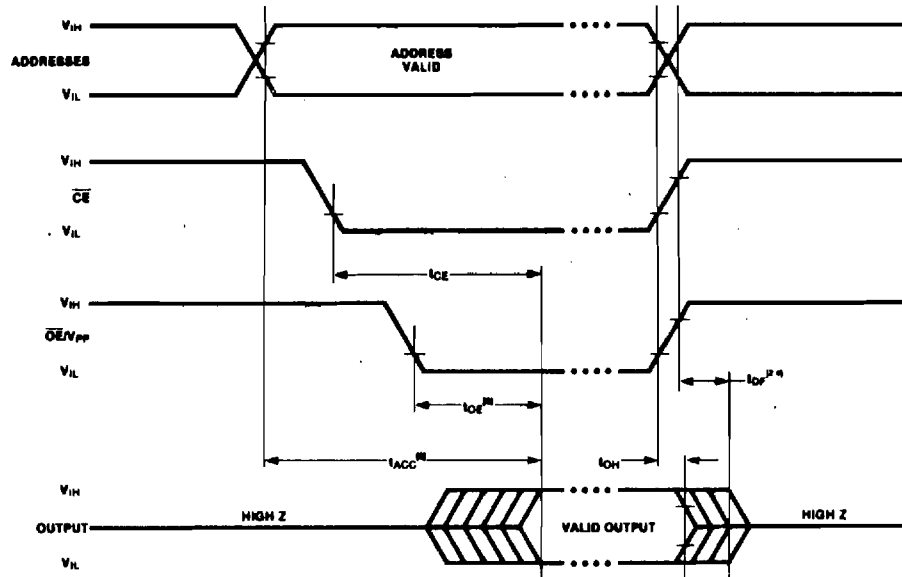 VIH
ADDRESSES
ADDRESS
VALID
VIL
VIH
CE
VIL
tCE
VIH
OE/VPP
VIL
tDF
tOE
tACC
tOH
VIH
HIGH Z
OUTPUT
VALID OUTPUT
HIGH Z
VIL